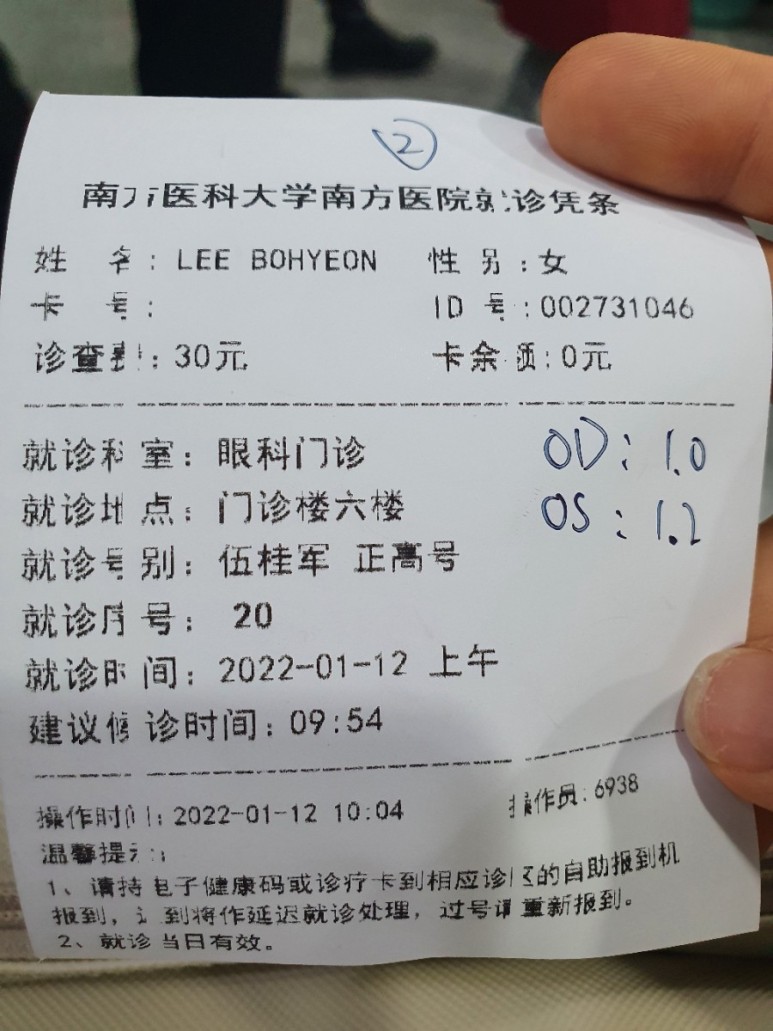 ②
南方医科大学南方医院就诊凭条
姓 名: LEE BOHYEON 性 别:女
卡 号: ID 号:002731046
诊查费:30元 卡余额:0元
就诊科室: 眼科门诊 OD: 1.0
就诊地点: 门诊楼六楼 OS: 1.2
就诊号别: 伍桂军 正高号
就诊序号: 20
就诊时间: 2022-01-12 上午
建议候诊时间: 09:54
操作时间: 2022-01-12 10:04 操作员:6938
温馨提示:
1、请持电子健康码或诊疗卡到相应诊区的自助报到机
报到, 到将作延迟就诊处理, 过号请重新报到。
2、就诊当日有效。